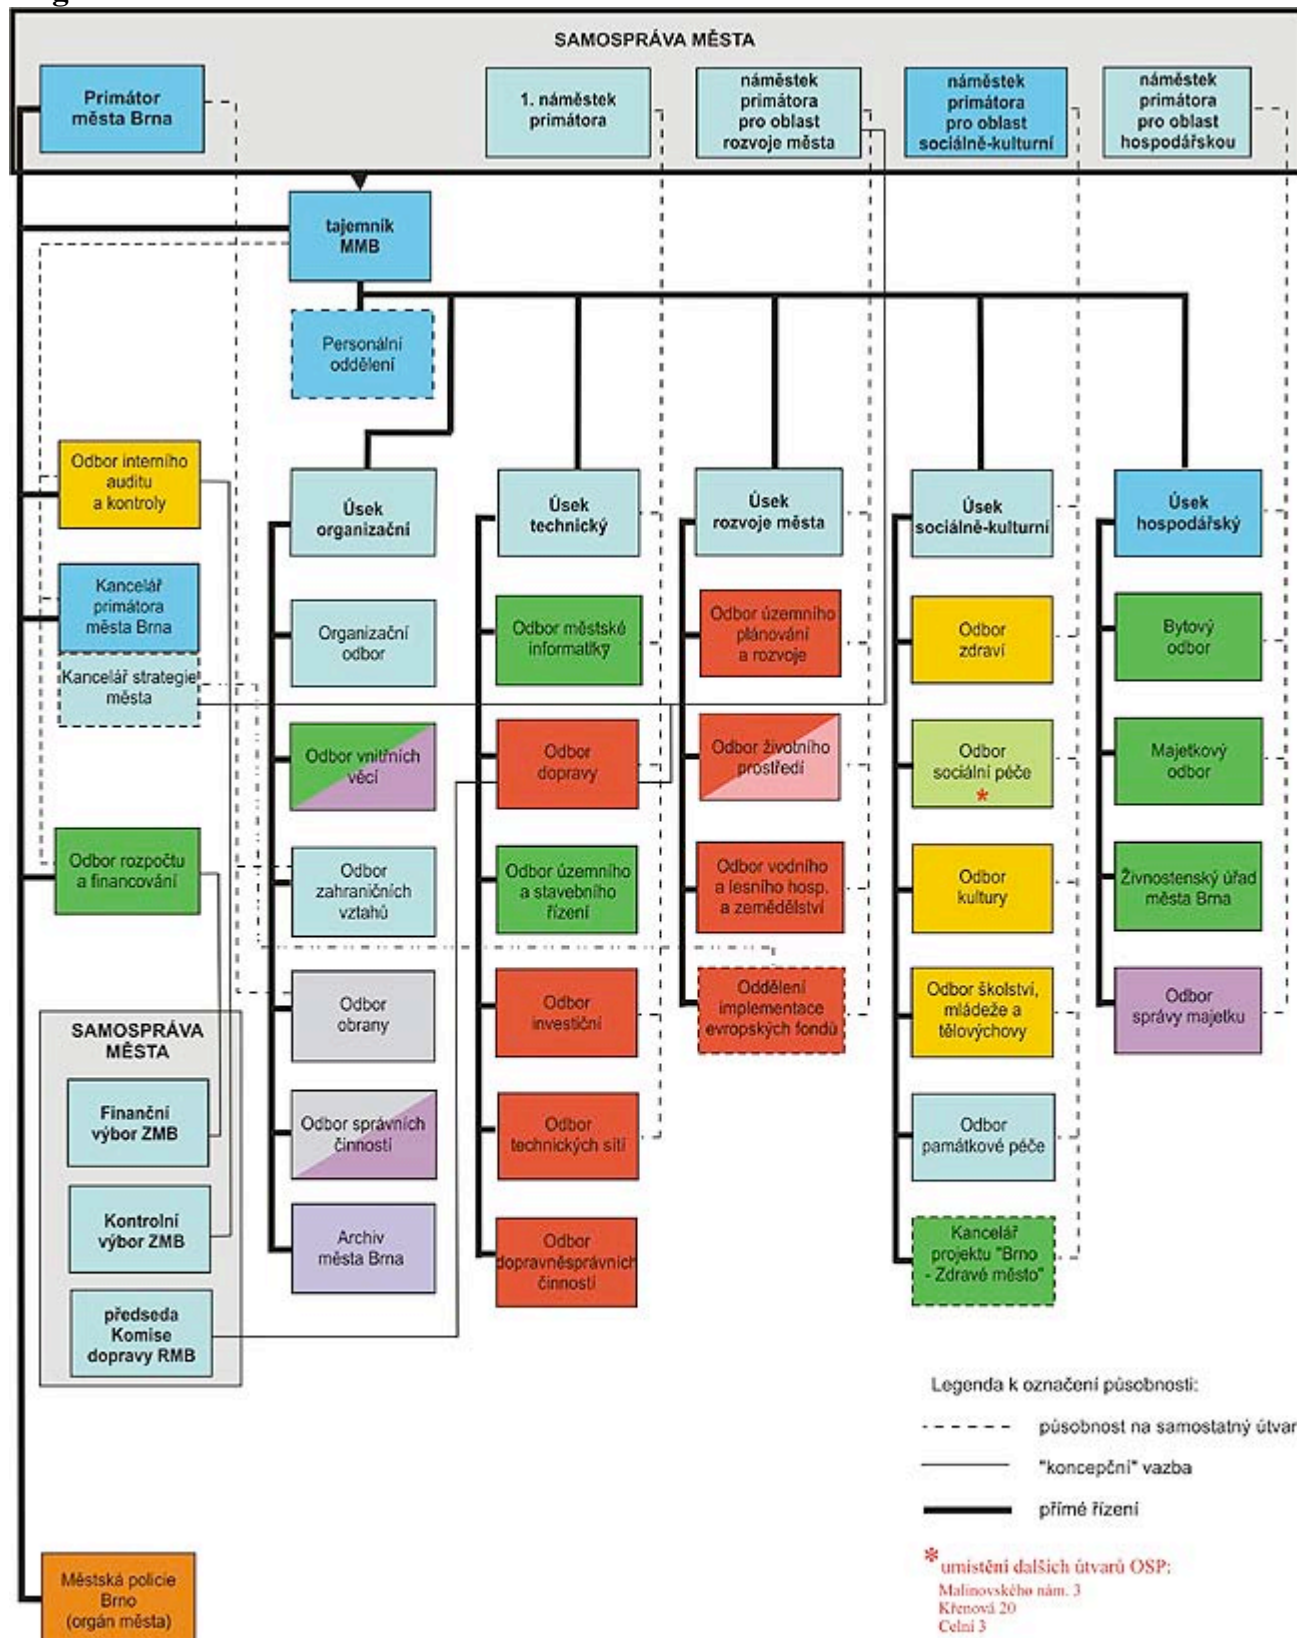 SAMOSPRÁVA MĚSTA
Primátor
města Brna
1. náměstek
primátora
náměstek
primátora
pro oblast
rozvoje města
náměstek
primátora
pro oblast
sociálně-kulturní
náměstek
primátora
pro oblast
hospodářskou
tajemník
MMB
Personální
oddělení
Odbor interního
auditu
a kontroly
Kancelář
primátora
města Brna
Kancelář strategie
města
Odbor rozpočtu
a financování
SAMOSPRÁVA
MĚSTA
Finanční
výbor ZMB
Kontrolní
výbor ZMB
předseda
Komise
dopravy RMB
Městská policie
Brno
(orgán města)
Úsek
organizační
Organizační
odbor
Odbor vnitřních
věcí
Odbor
zahraničních
vztahů
Odbor
obrany
Odbor správních
činností
Archiv
města Brna
Úsek
technický
Odbor městské
informatiky
Odbor
dopravy
Odbor územního
a stavebního
řízení
Odbor
investiční
Odbor
technických sítí
Odbor
dopravněsprávních
činností
Úsek
rozvoje města
Odbor územního
plánování
a rozvoje
Odbor životního
prostředí
Odbor vodního
a lesního hosp.
a zemědělství
Oddělení
implementace
evropských fondů
Úsek
sociálně-kulturní
Odbor
zdraví
Odbor
sociální péče
*
Odbor
kultury
Odbor školství,
mládeže a
tělovýchovy
Odbor
památkové péče
Kancelář
projektu "Brno
- Zdravé město"
Úsek
hospodářský
Bytový
odbor
Majetkový
odbor
Živnostenský úřad
města Brna
Odbor
správy majetku
Legenda k označení působnosti:
působnost na samostatný útvar
"koncepční" vazba
přímé řízení
* umístění dalších útvarů OSP:
Malinovského nám. 3
Křenová 20
Celní 3